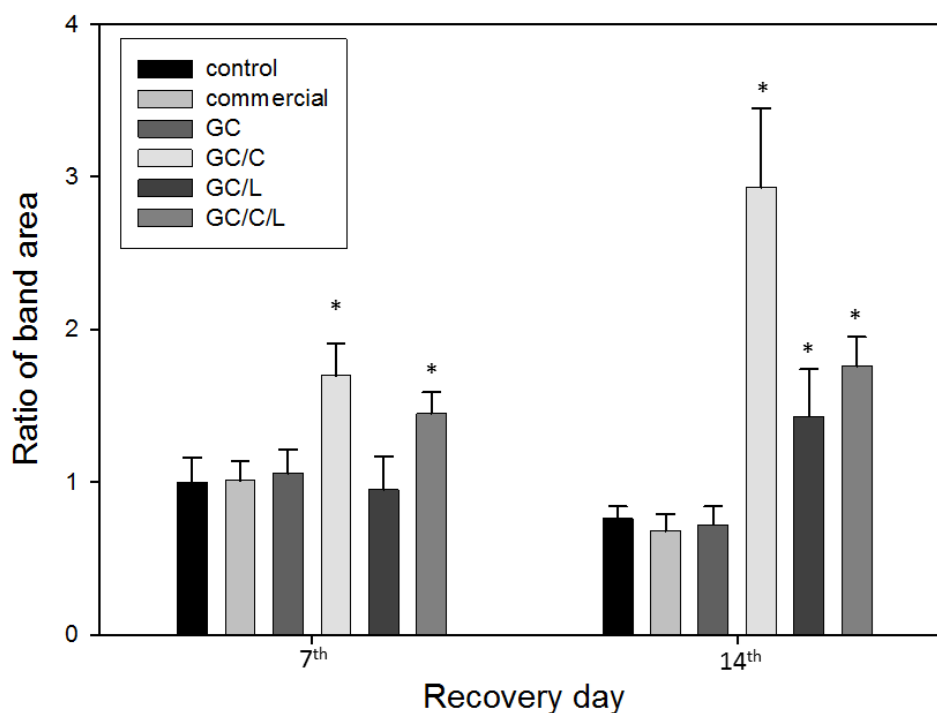 4
control
commercial
GC
GC/C
GC/L
GC/C/L
*
3
*
2
*
*
*
1
0
Ratio of band area
7th
14th
Recovery day